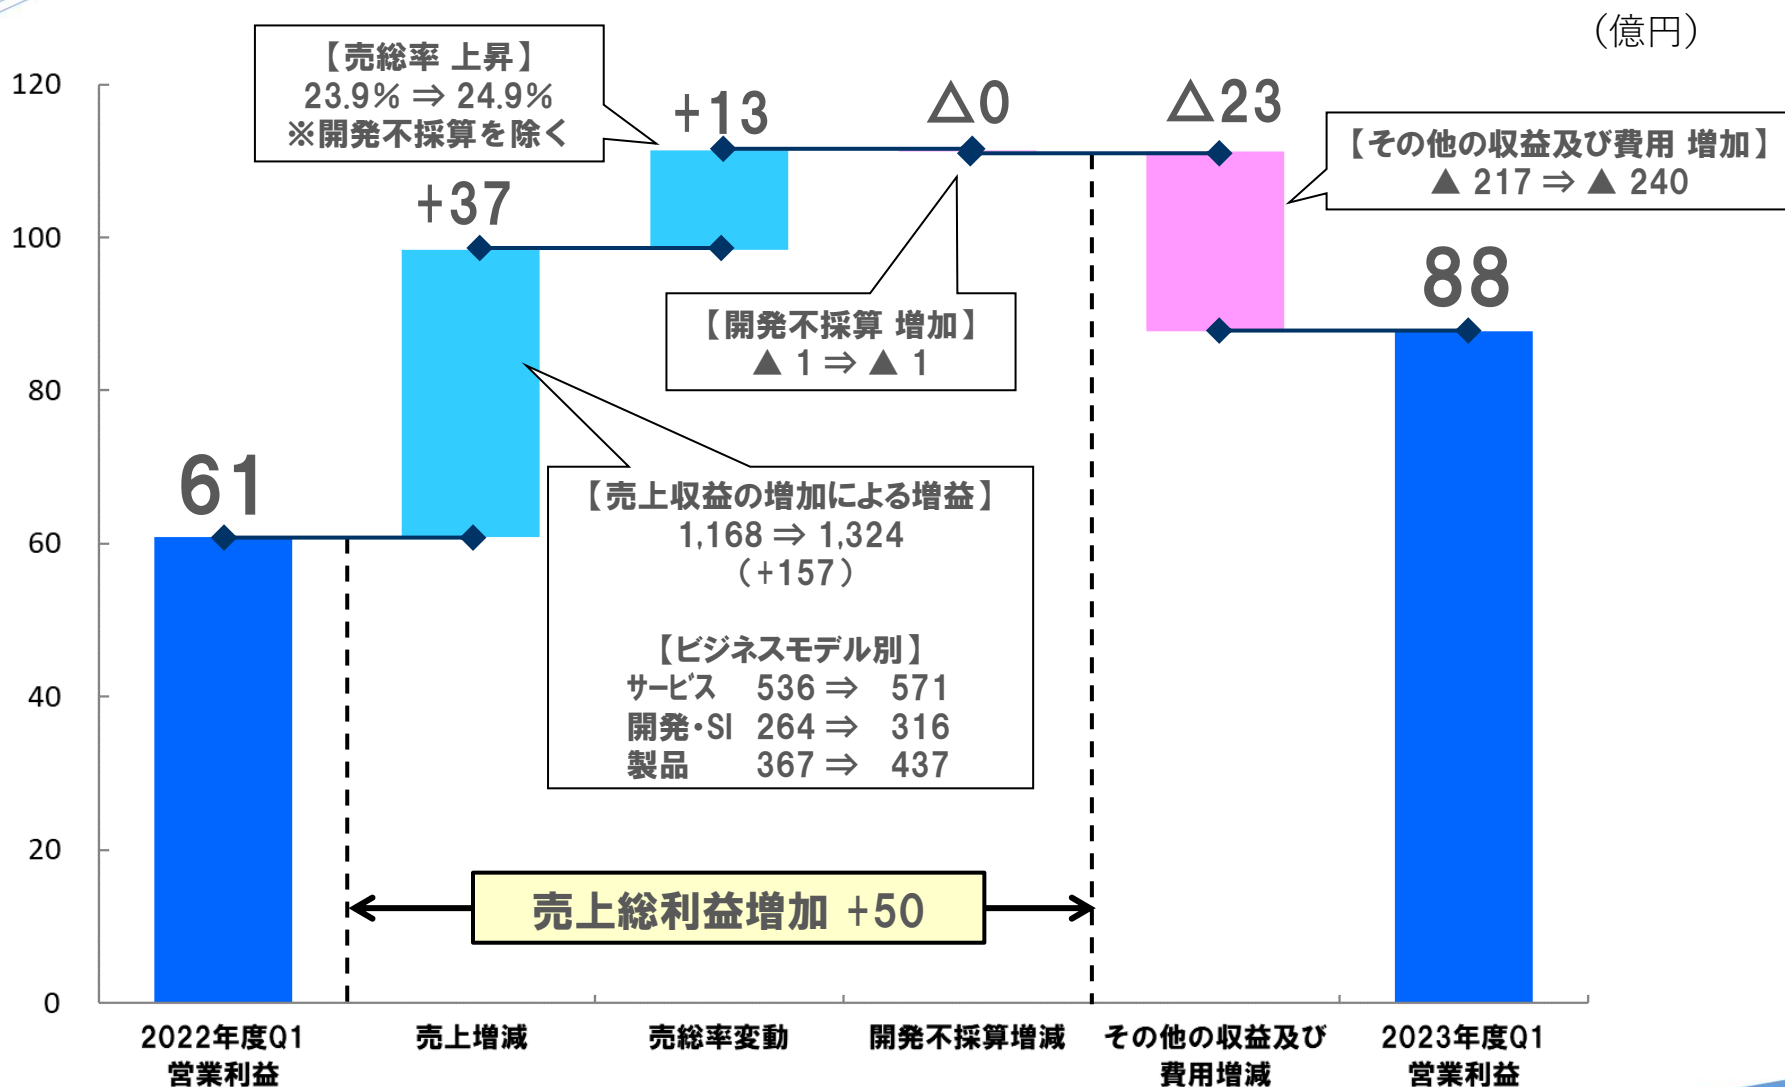 (億円)
【売総率 上昇】
23.9% ⇒ 24.9%
※開発不採算を除く
+37
+13
△0
△23
【その他の収益及び費用 増加】
▲ 217 ⇒ ▲ 240
【開発不採算 増加】
▲ 1 ⇒ ▲ 1
61
88
【売上収益の増加による増益】
1,168 ⇒ 1,324
(+157)
【ビジネスモデル別】
サービス 536 ⇒ 571
開発・SI 264 ⇒ 316
製品 367 ⇒ 437
売上総利益増加 +50
120
100
80
60
40
20
0
2022年度Q1
営業利益
売上増減
売総率変動
開発不採算増減
その他の収益及び
費用増減
2023年度Q1
営業利益